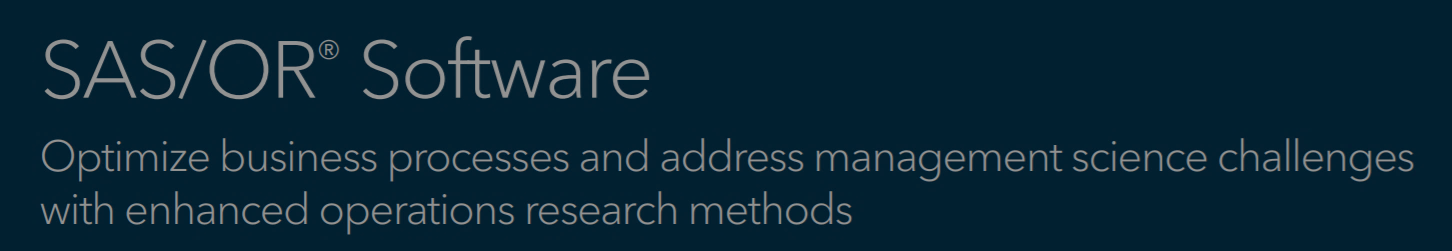 SAS/OR® Software
Optimize business processes and address management science challenges
with enhanced operations research methods